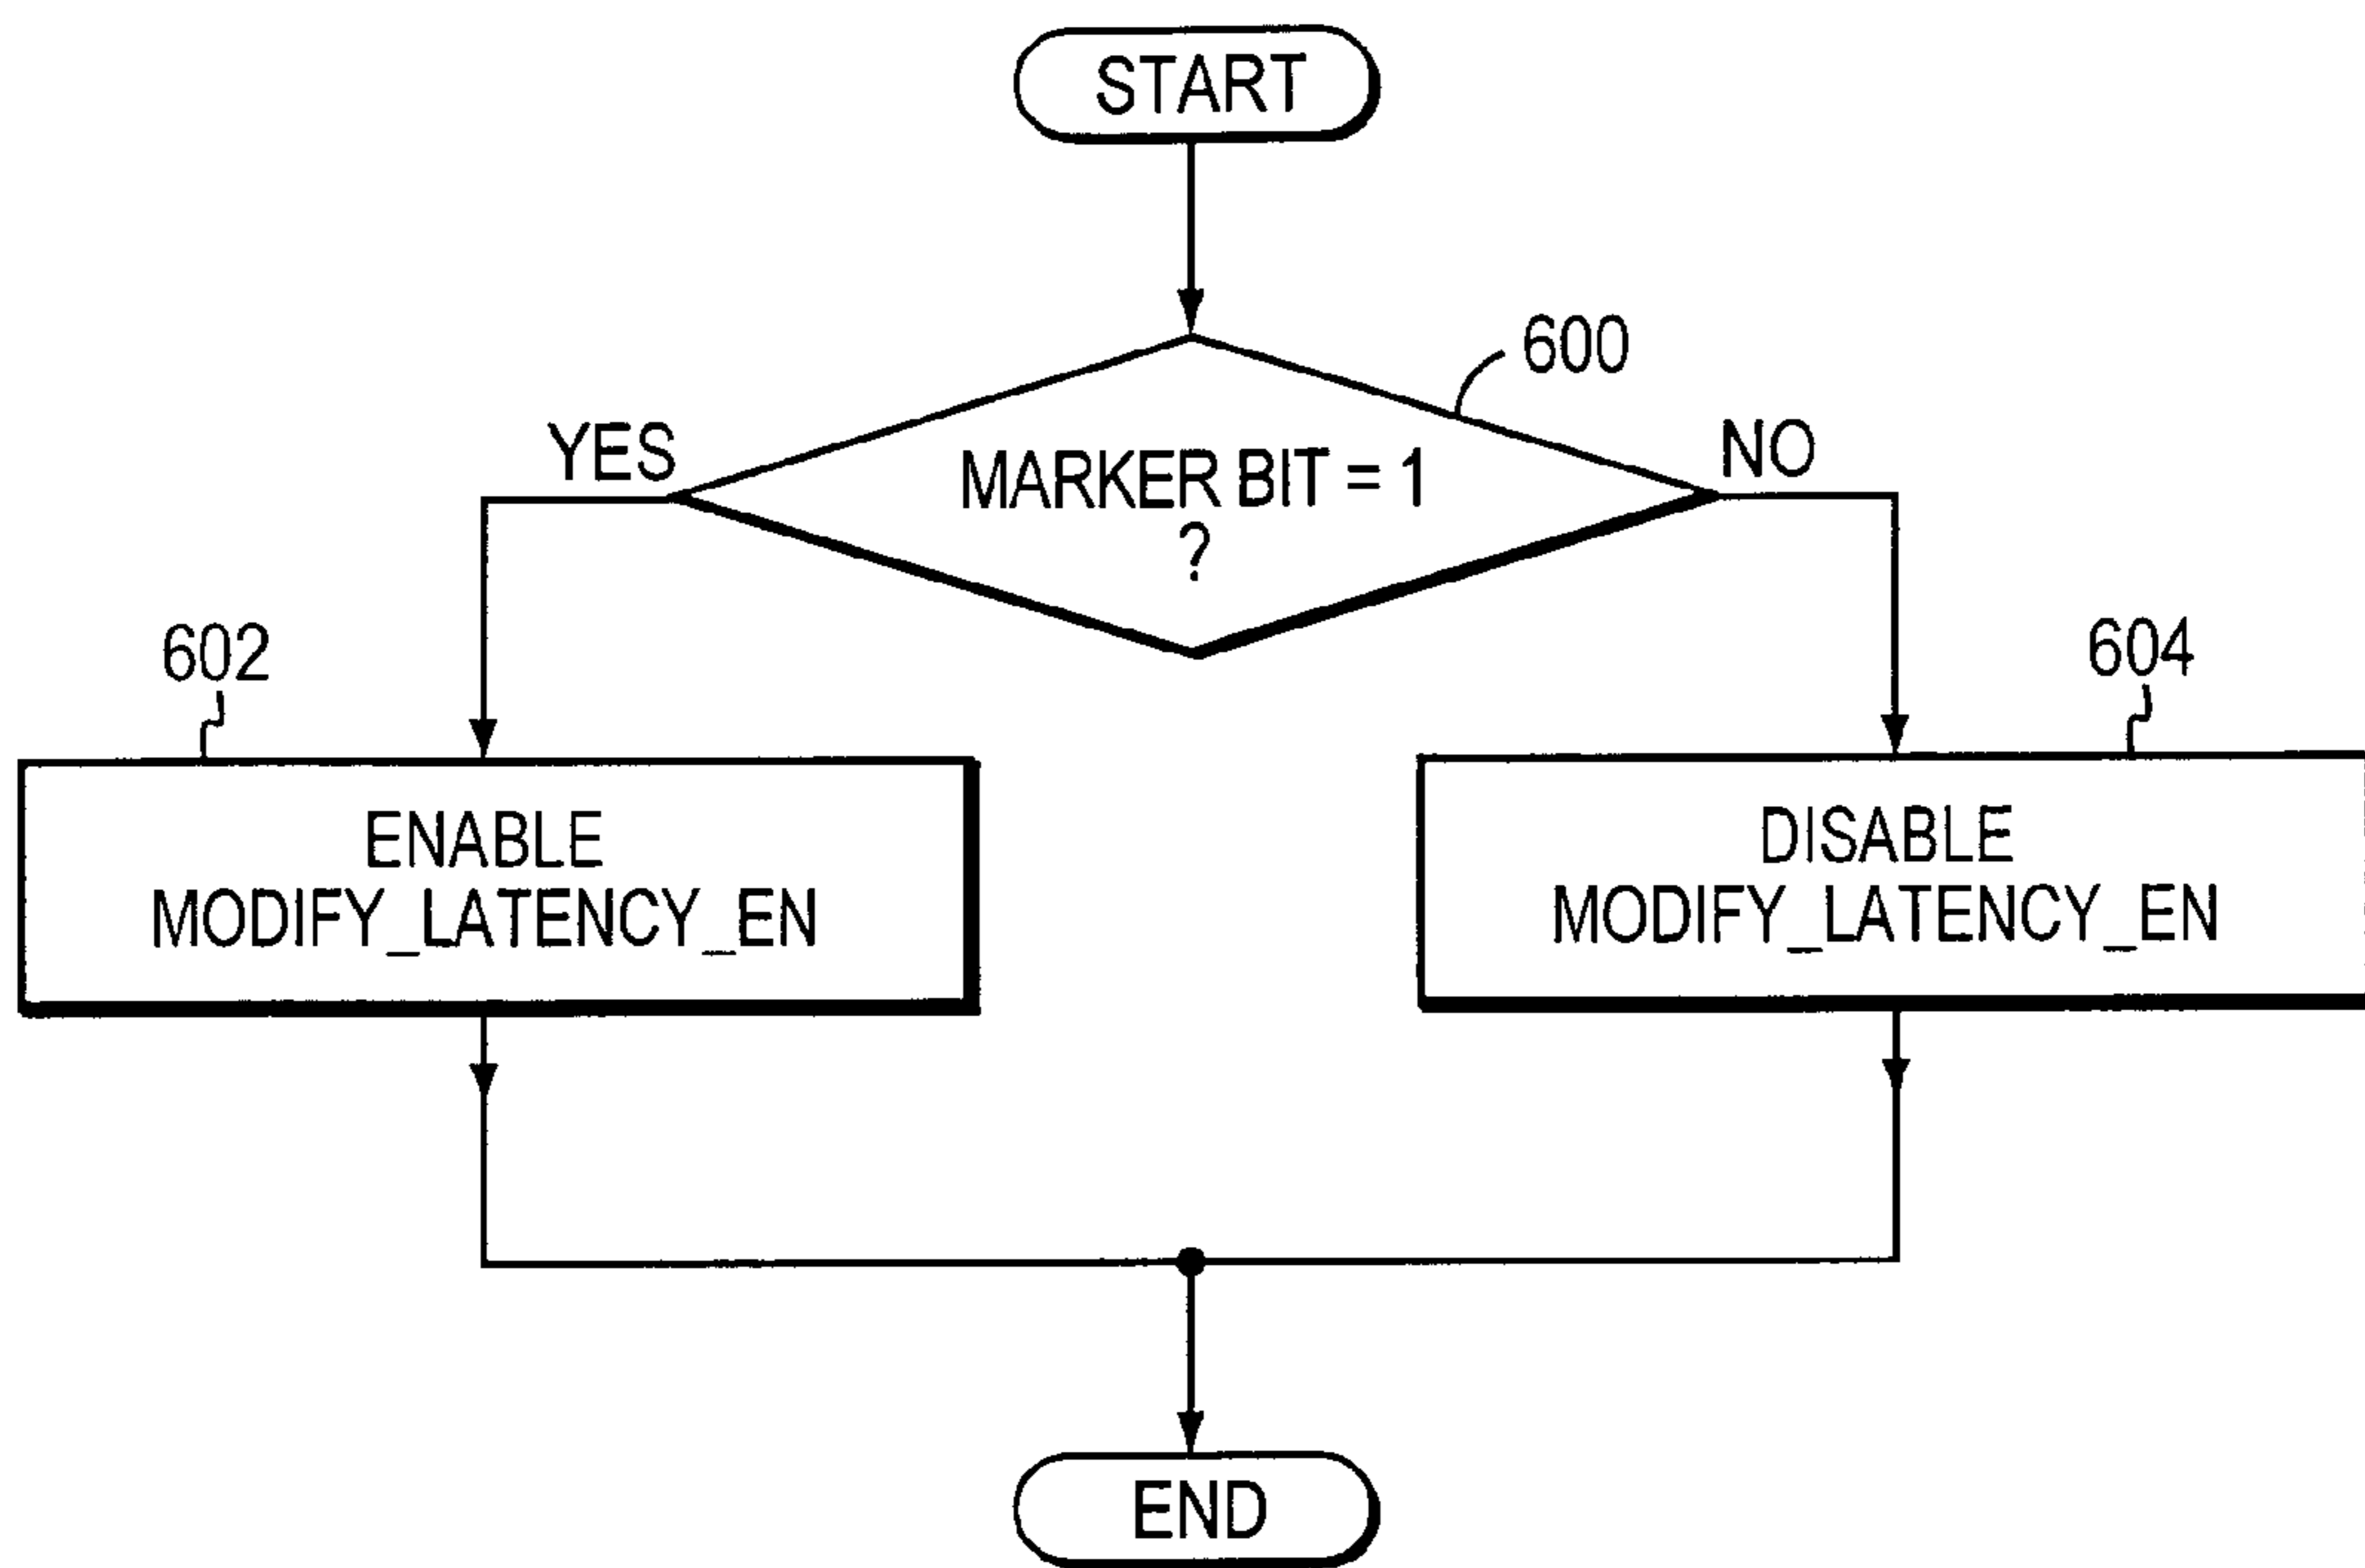 START
600
YES
NO
MARKER BIT = 1
?
602
604
ENABLE
MODIFY_LATENCY_EN
DISABLE
MODIFY_LATENCY_EN
END